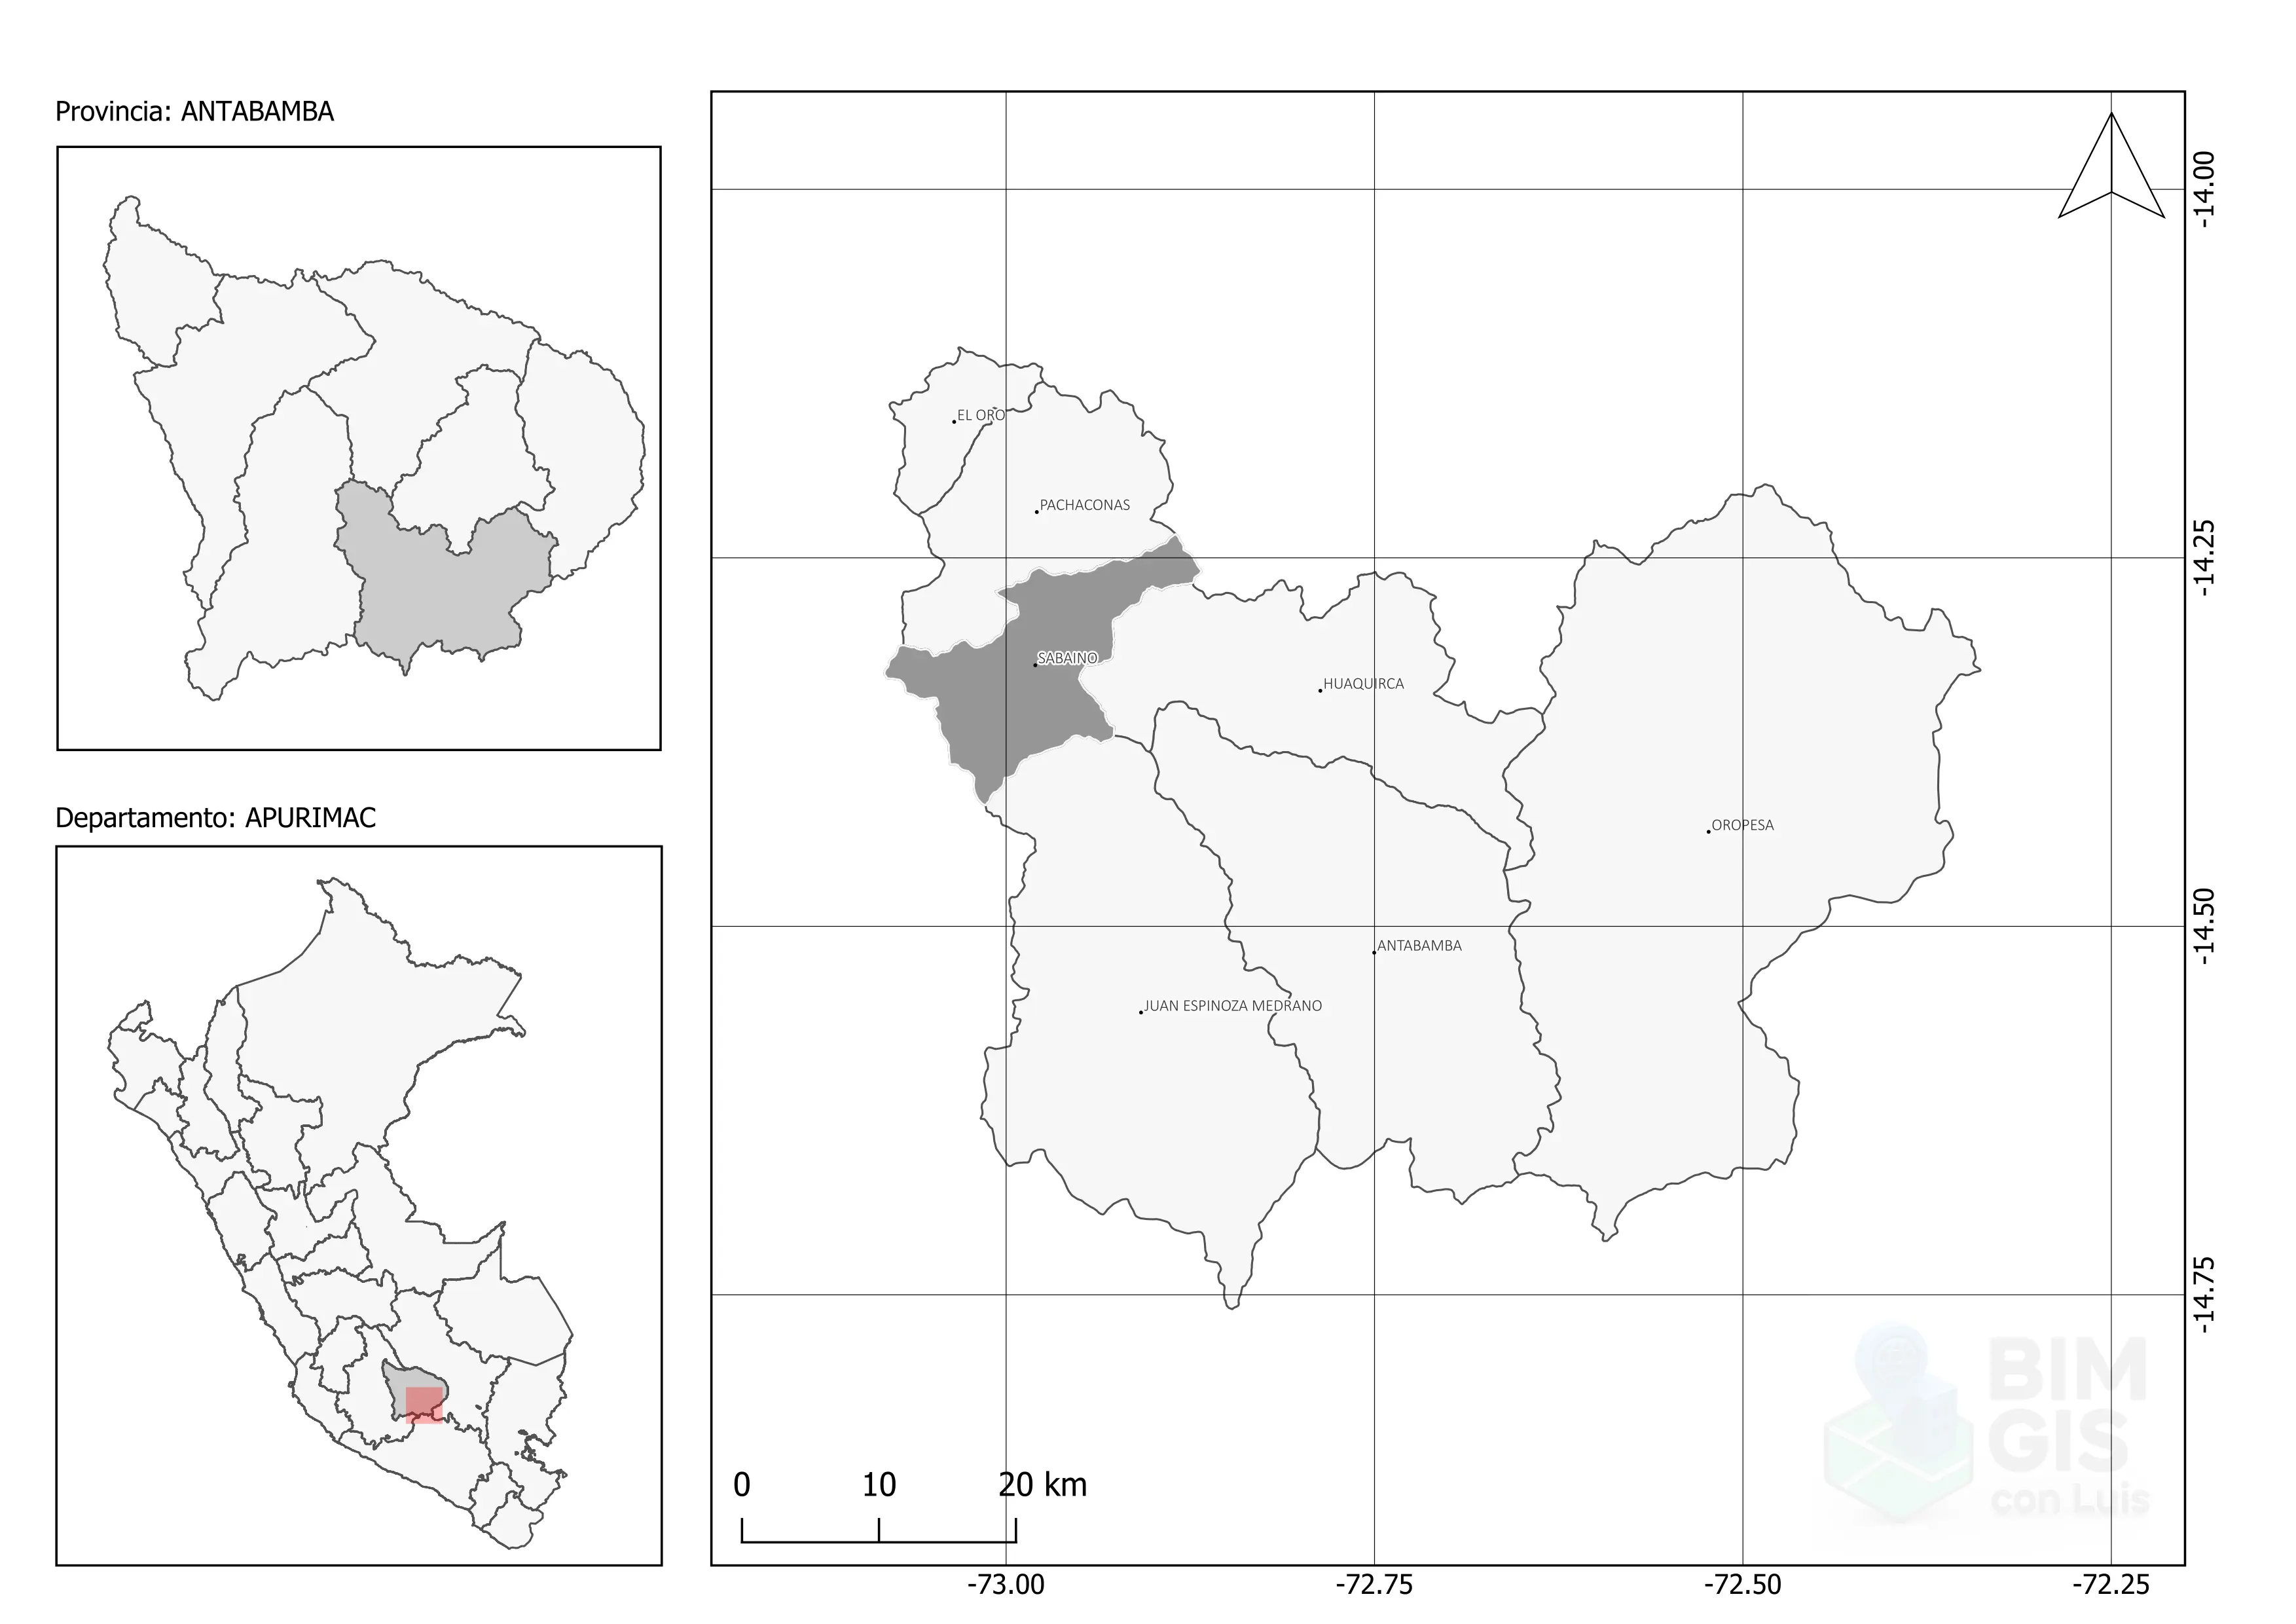 Provincia: ANTABAMBA
Departamento: APURIMAC
EL ORO
PACHACONAS
SABAINO
HUAQUIRCA
OROPESA
ANTABAMBA
JUAN ESPINOZA MEDRANO
-14.00
-14.25
-14.50
-14.75
0 10 20 km
-73.00 -72.75 -72.50 -72.25
BIM
GIS
con Luis